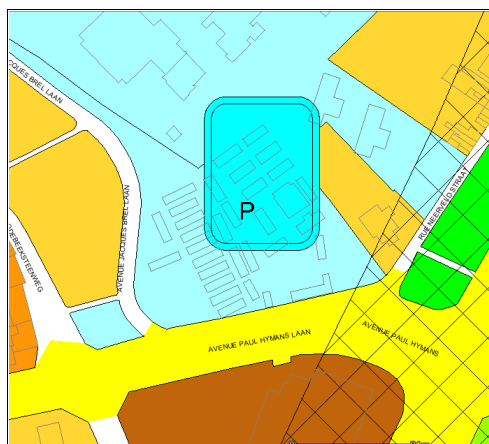 JACQUES BREL LAAN
AVENUE JACQUES BREL LAAN
P
RUE NEERVELD STRAAT
AVENUE PAUL HYMANS LAAN
AVENUE PAUL HYMANS